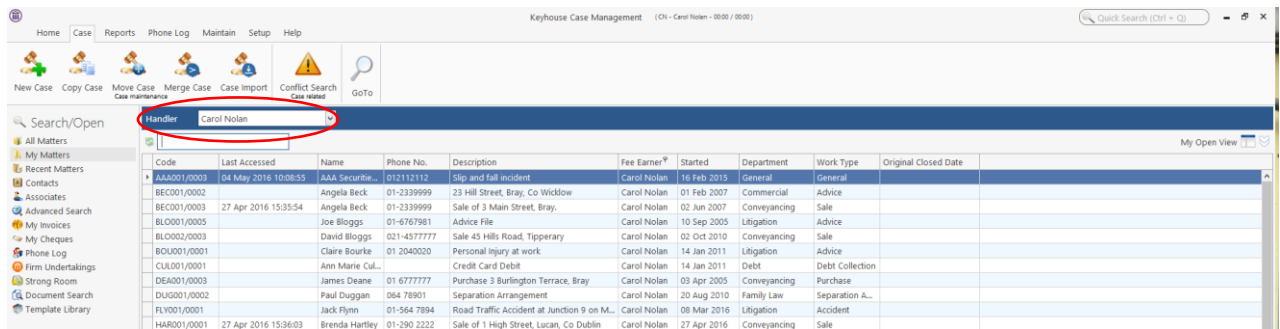 Keyhouse Case Management (CN - Carol Nolan - 00:00 / 00:00)
Quick Search (Ctrl + Q)
Home Case Reports Phone Log Maintain Setup Help
New Case Copy Case Move Case Merge Case Case Import Conflict Search GoTo
Case maintenance Case related
Search/Open
All Matters
My Matters
Recent Matters
Contacts
Associates
Advanced Search
My Invoices
My Cheques
Phone Log
Firm Undertakings
Strong Room
Document Search
Template Library
Handler Carol Nolan
My Open View
Code Last Accessed Name Phone No. Description Fee Earner Started Department Work Type Original Closed Date
AAA001/0003 04 May 2016 10:08:55 AAA Securitie... 012112112 Slip and fall incident Carol Nolan 16 Feb 2015 General General
BEC001/0002 Angela Beck 01-2339999 23 Hill Street, Bray, Co Wicklow Carol Nolan 01 Feb 2007 Commercial Advice
BEC001/0003 27 Apr 2016 15:35:54 Angela Beck 01-2339999 Sale of 3 Main Street, Bray. Carol Nolan 02 Jun 2007 Conveyancing Sale
BLO001/0005 Joe Bloggs 01-6767981 Advice File Carol Nolan 10 Sep 2005 Litigation Advice
BLO002/0003 David Bloggs 021-4577777 Sale 45 Hills Road, Tipperary Carol Nolan 02 Oct 2010 Conveyancing Sale
BOU001/0001 Claire Bourke 01 2040020 Personal Injury at work Carol Nolan 14 Jan 2011 Litigation Advice
CUL001/0001 Ann Marie Cul... Credit Card Debit Carol Nolan 14 Jan 2011 Debt Debt Collection
DEA001/0003 James Deane 01 6777777 Purchase 3 Burlington Terrace, Bray Carol Nolan 03 Apr 2005 Conveyancing Purchase
DUG001/0002 Paul Duggan 064 78901 Separation Arrangement Carol Nolan 20 Aug 2010 Family Law Separation A...
FLY001/0001 Jack Flynn 01-564 7894 Road Traffic Accident at Junction 9 on M... Carol Nolan 08 Mar 2016 Litigation Accident
HAR001/0001 27 Apr 2016 15:36:03 Brenda Hartley 01-290 2222 Sale of 1 High Street, Lucan, Co Dublin Carol Nolan 27 Apr 2016 Conveyancing Sale